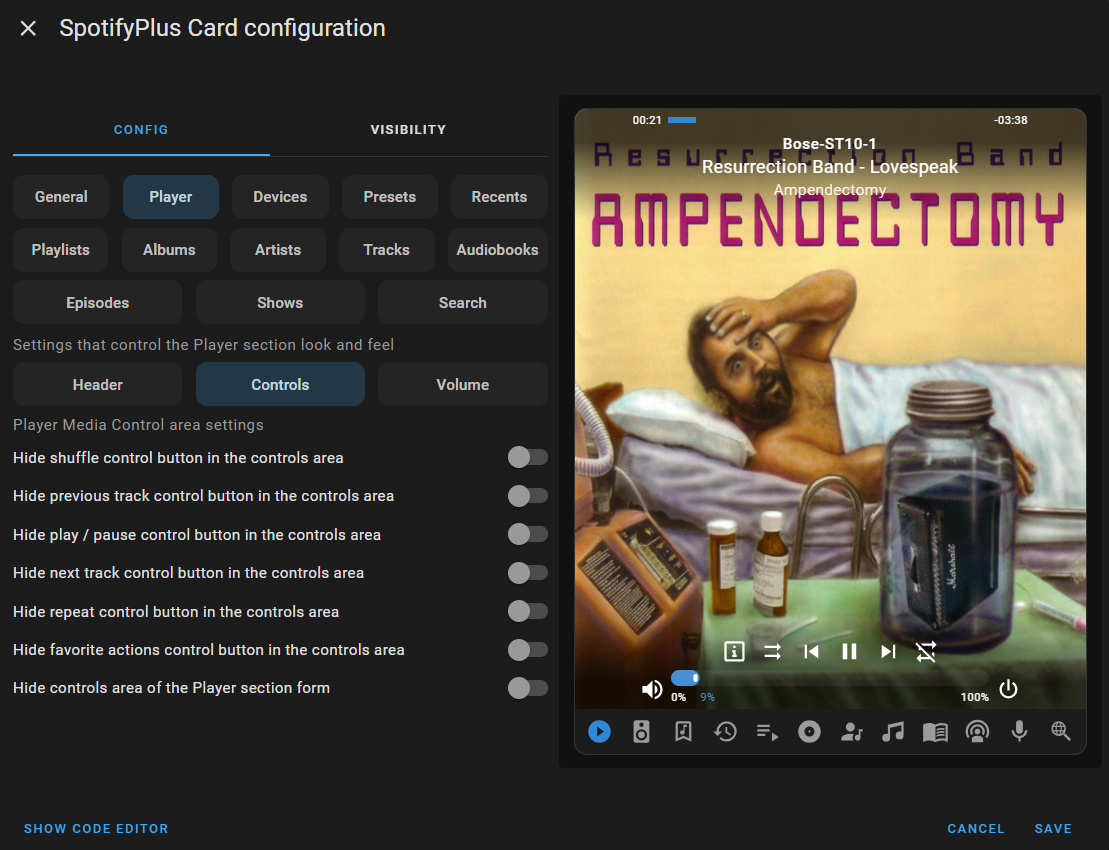 SpotifyPlus Card configuration
CONFIG
VISIBILITY
General
Player
Devices
Presets
Recents
Playlists
Albums
Artists
Tracks
Audiobooks
Episodes
Shows
Search
Settings that control the Player section look and feel
Header
Controls
Volume
Player Media Control area settings
Hide shuffle control button in the controls area
Hide previous track control button in the controls area
Hide play / pause control button in the controls area
Hide next track control button in the controls area
Hide repeat control button in the controls area
Hide favorite actions control button in the controls area
Hide controls area of the Player section form
00:21
-03:38
Bose-ST10-1
Resurrection Band
Resurrection Band - Lovespeak
Ampendectomy
AMPENDECTOMY
Marshall
0%
9%
100%
SHOW CODE EDITOR
CANCEL
SAVE